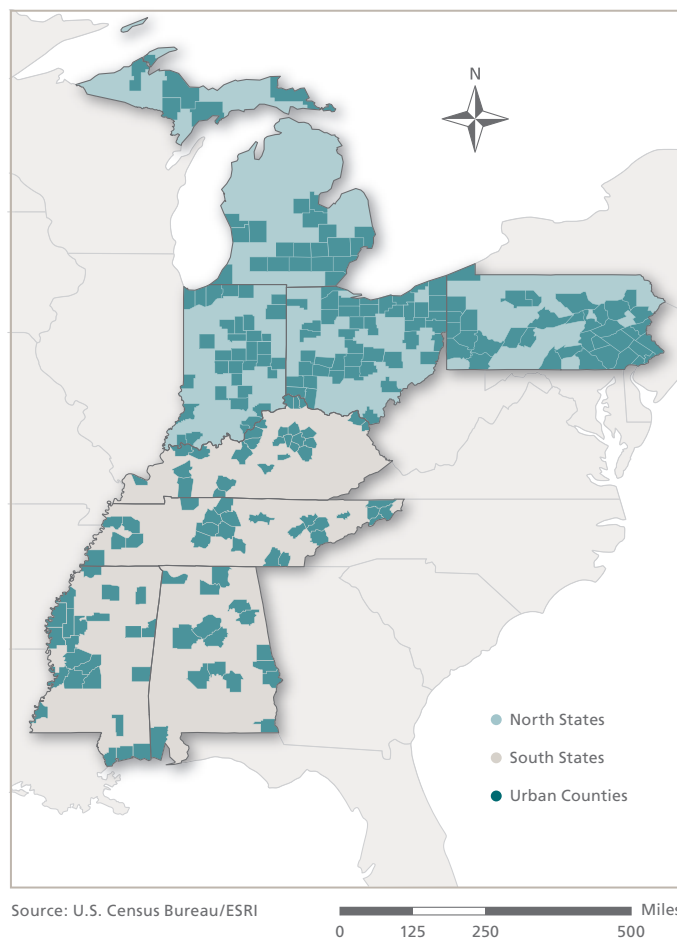 N
North States
South States
Urban Counties
Source: U.S. Census Bureau/ESRI
Miles
0 125 250 500